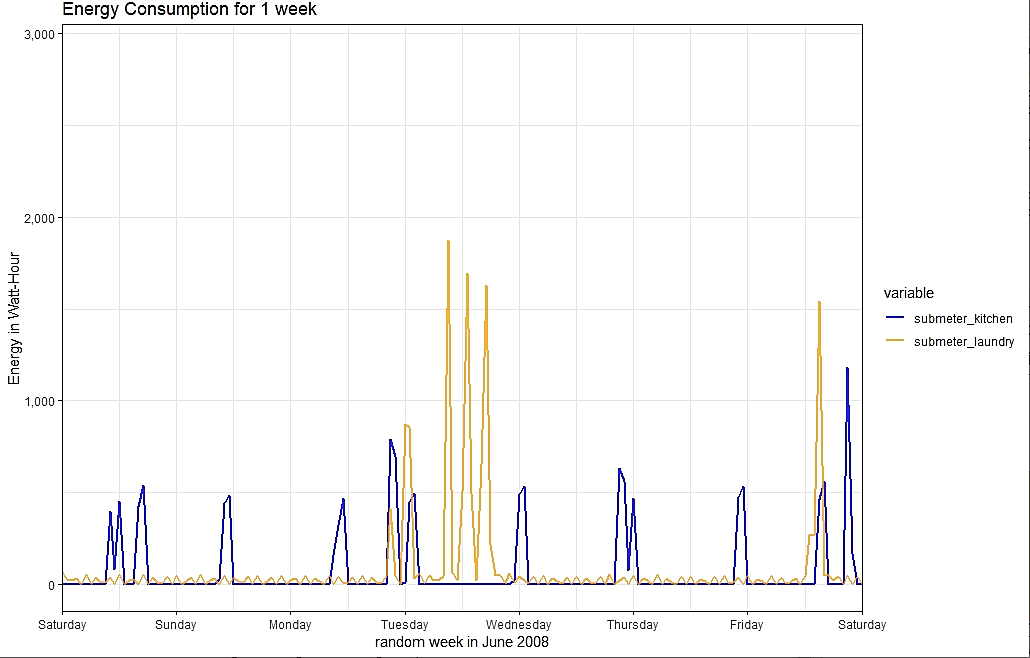 Energy Consumption for 1 week
3,000
2,000
1,000
0
Energy in Watt-Hour
Saturday Sunday Monday Tuesday Wednesday Thursday Friday Saturday
random week in June 2008
variable
submeter_kitchen
submeter_laundry